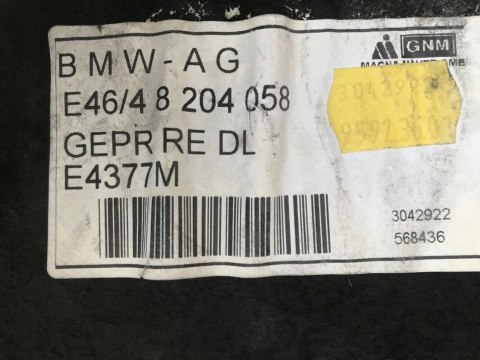 BMW-AG
GNM
E46/4 8 204 058
GEPR RE DL
E4377M
3042922
568436